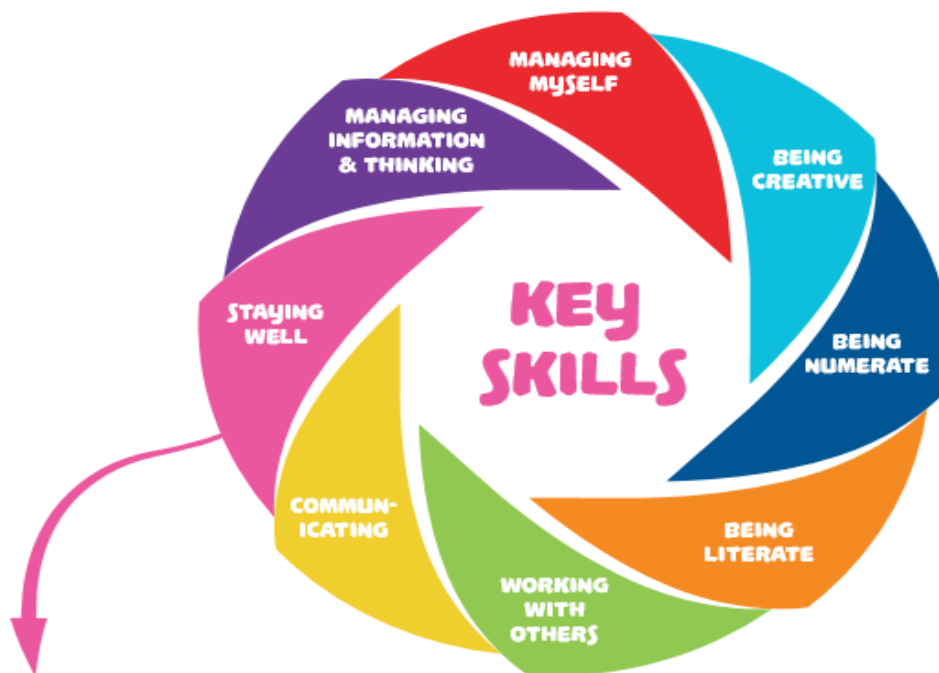 MANAGING
MYSELF
BEING
CREATIVE
BEING
NUMERATE
BEING
LITERATE
WORKING
WITH
OTHERS
COMMUN-
ICATING
STAYING
WELL
MANAGING
INFORMATION
& THINKING
KEY
SKILLS